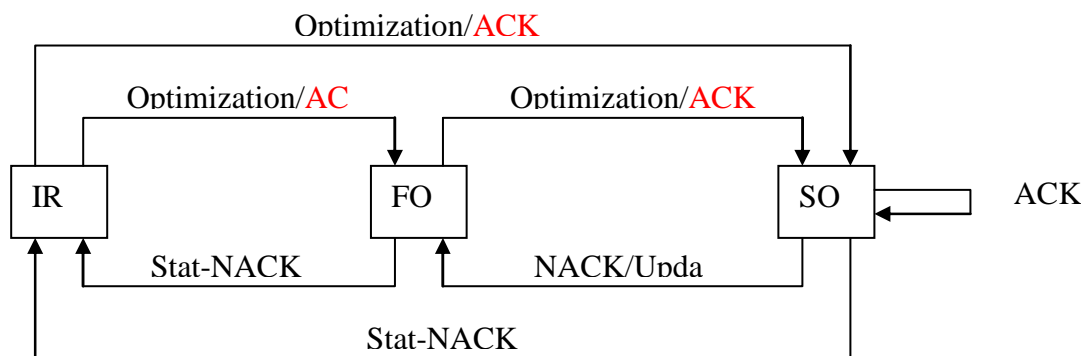 Optimization/ACK
Optimization/AC
Optimization/ACK
IR
FO
SO
ACK
Stat-NACK
NACK/Upda
Stat-NACK